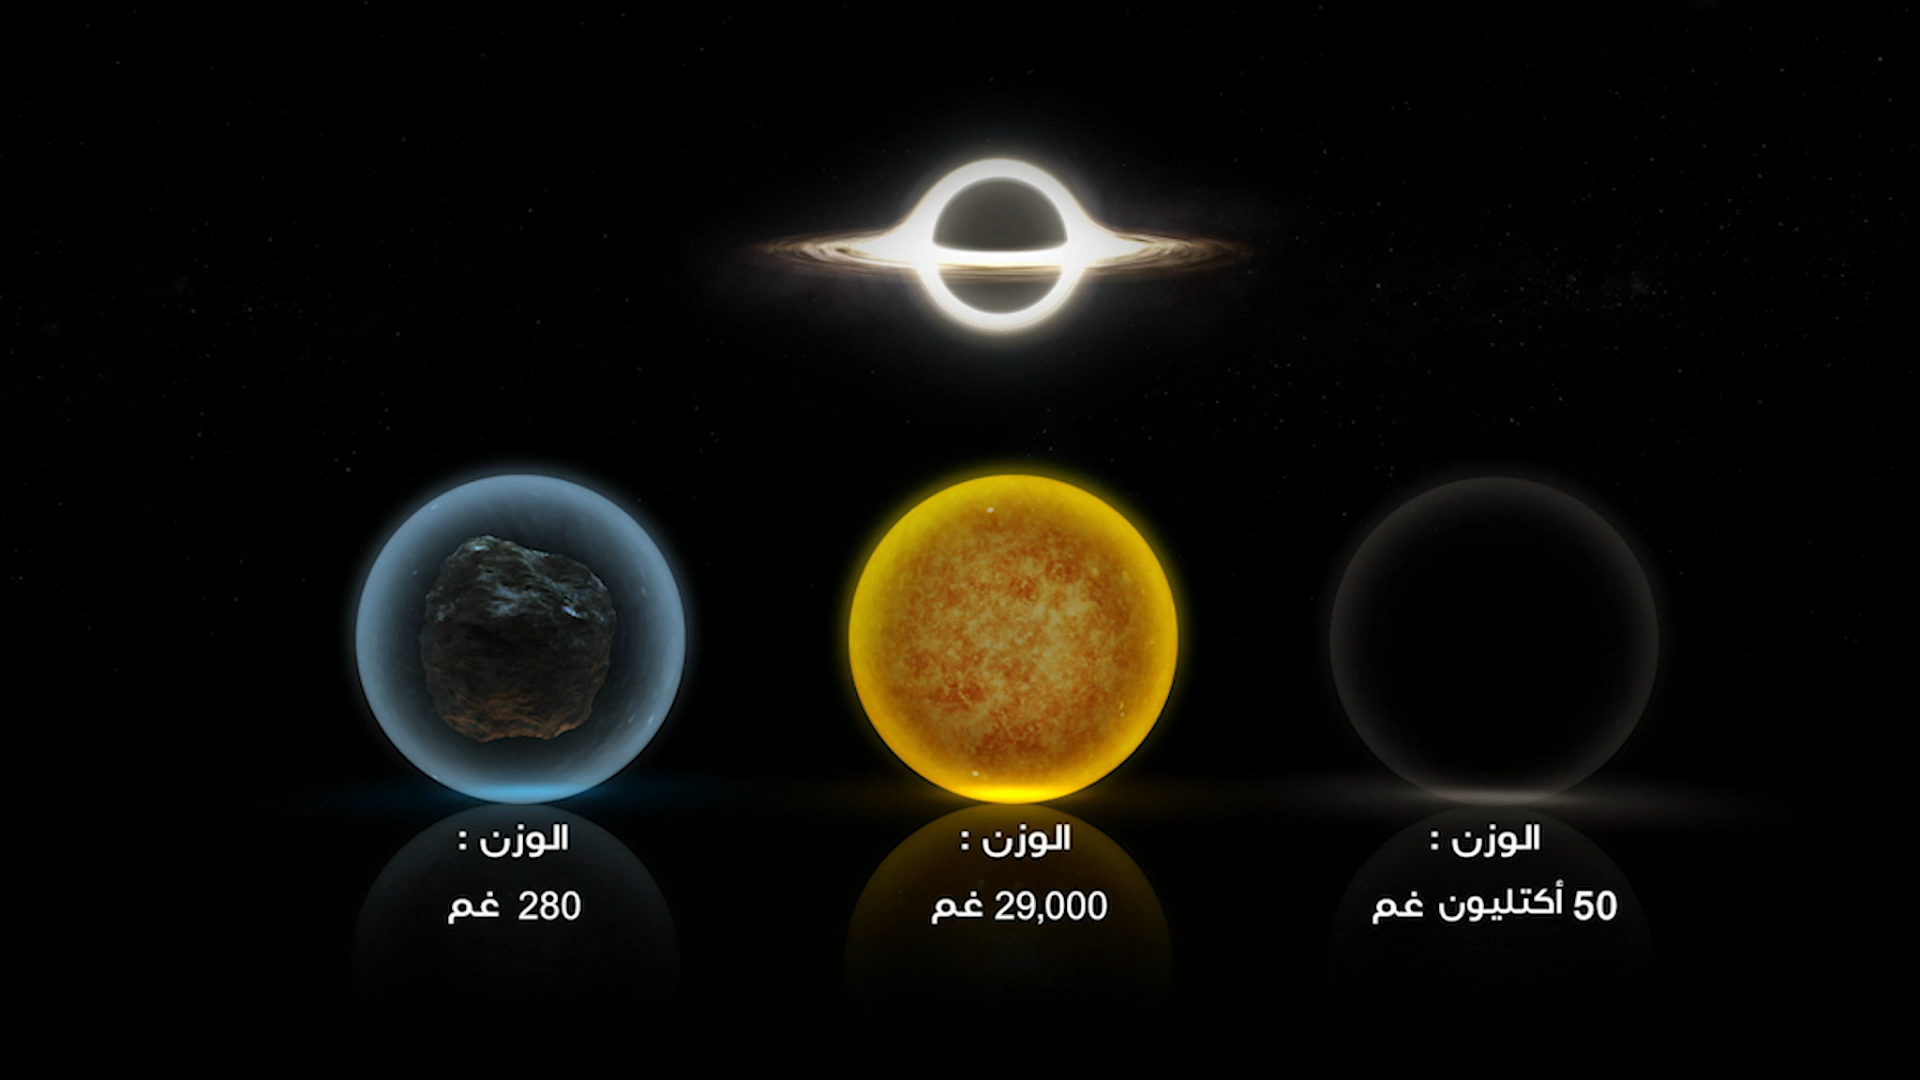 الوزن :
50 أكتليون غم
الوزن :
29,000 غم
الوزن :
280 غم